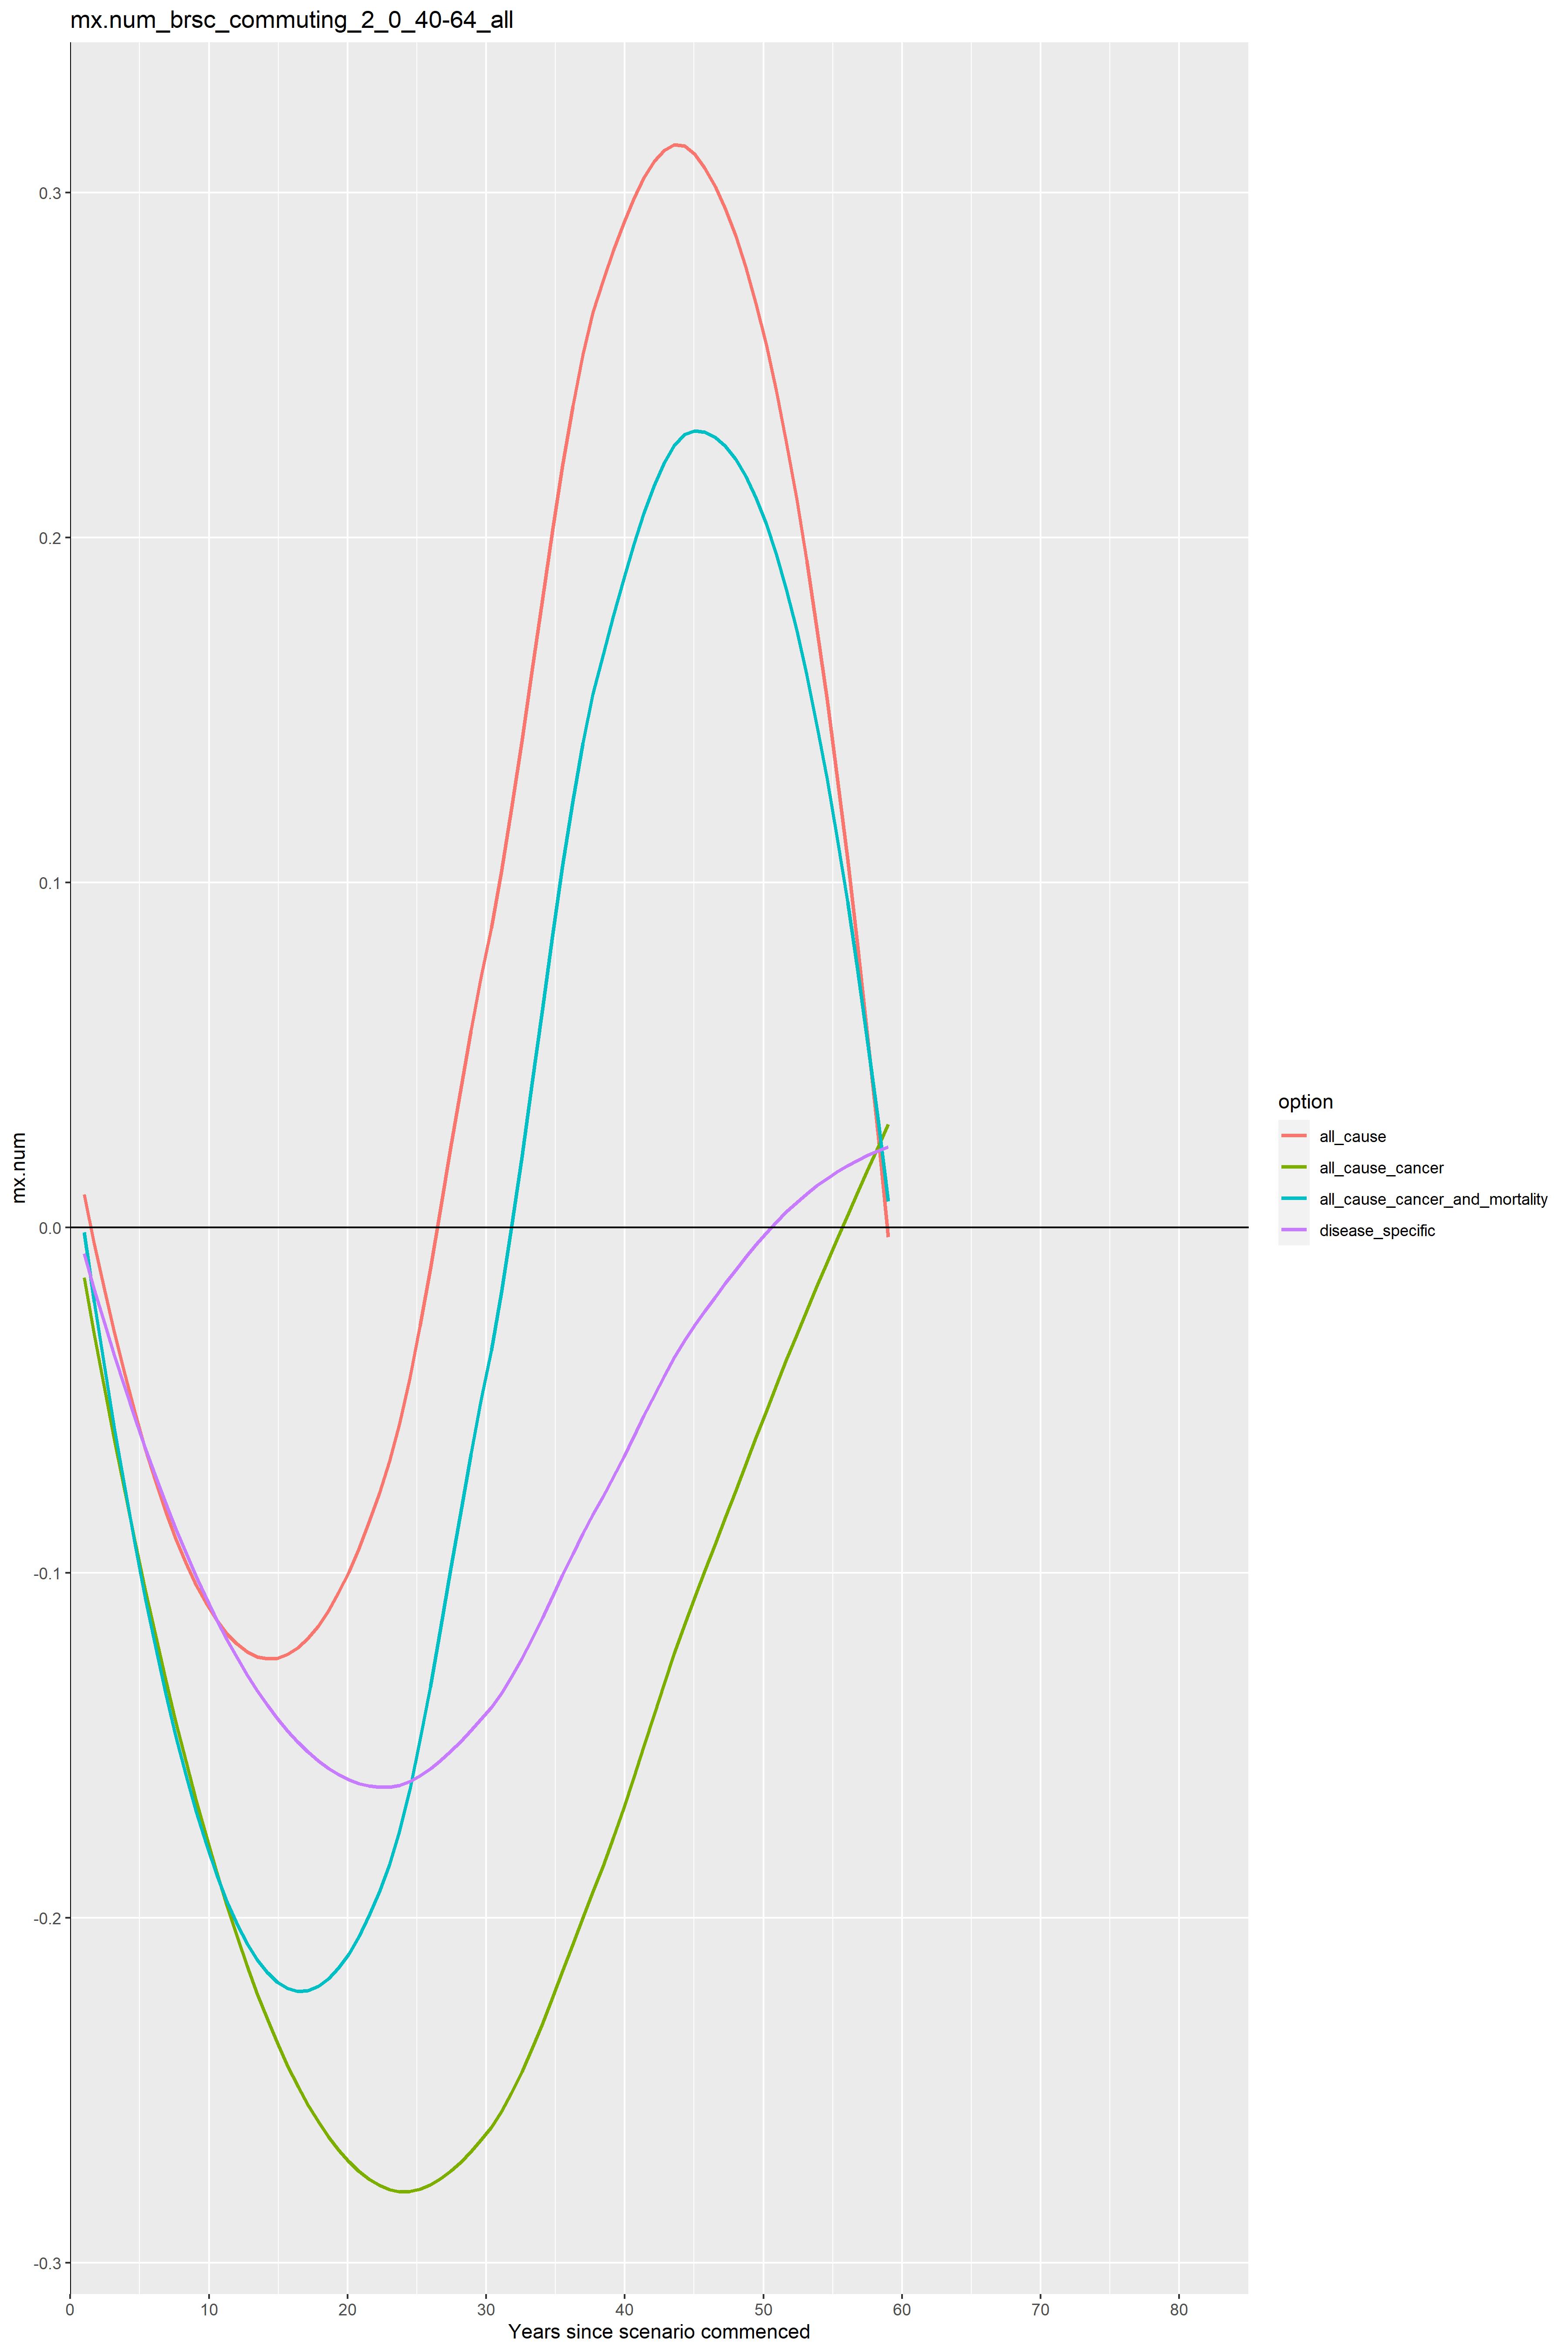 mx.num_brsc_commuting_2_0_40-64_all
0.3
0.2
0.1
0.0
-0.1
-0.2
-0.3
mx.num
0 10 20 30 40 50 60 70 80
Years since scenario commenced
option
all_cause
all_cause_cancer
all_cause_cancer_and_mortality
disease_specific